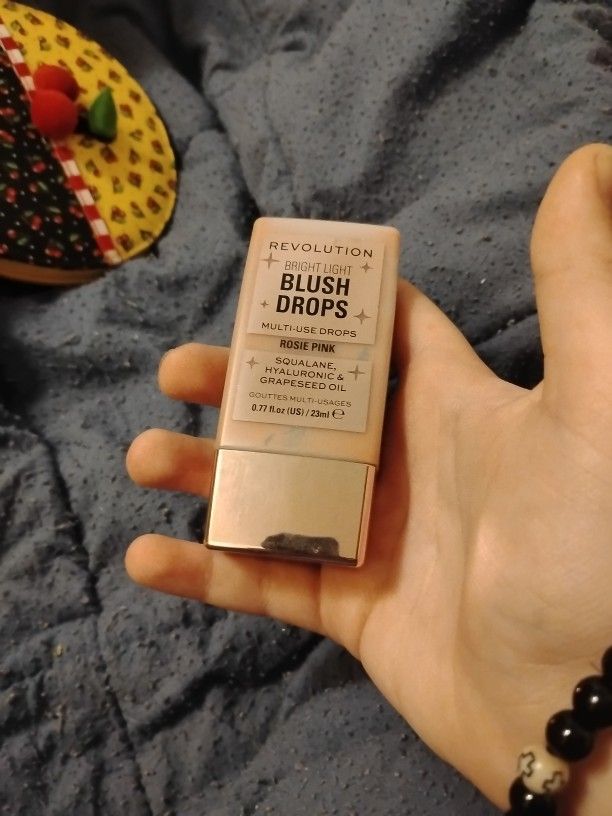 REVOLUTION
BRIGHT LIGHT
BLUSH
DROPS
MULTI-USE DROPS
ROSIE PINK
SQUALANE,
HYALURONIC &
GRAPESEED OIL
GOUTTES MULTI-USAGES
0.77 fl.oz (US) / 23ml ℮